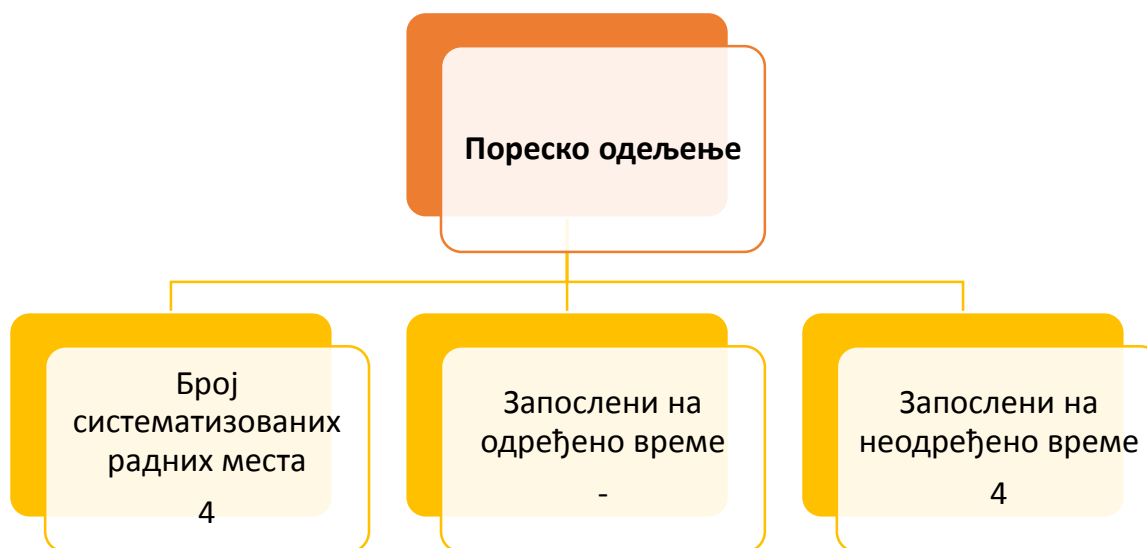 Пореско одељење
Број
систематизованих
радних места
4
Запослени на
одређено време
-
Запослени на
неодређено време
4